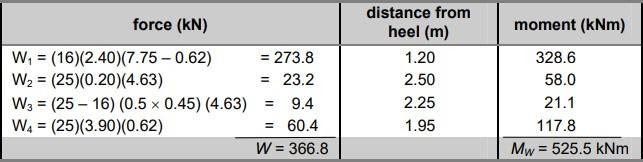 force (kN) distance from heel (m) moment (kNm)
W₁ = (16)(2.40)(7.75 – 0.62) = 273.8 1.20 328.6
W₂ = (25)(0.20)(4.63) = 23.2 2.50 58.0
W₃ = (25 – 16) (0.5 × 0.45) (4.63) = 9.4 2.25 21.1
W₄ = (25)(3.90)(0.62) = 60.4 1.95 117.8
W = 366.8 M_W = 525.5 kNm